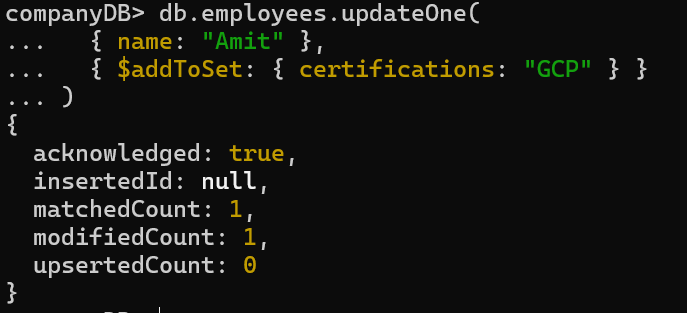 companyDB> db.employees.updateOne(
...   { name: "Amit" },
...   { $addToSet: { certifications: "GCP" } }
... )
{
  acknowledged: true,
  insertedId: null,
  matchedCount: 1,
  modifiedCount: 1,
  upsertedCount: 0
}